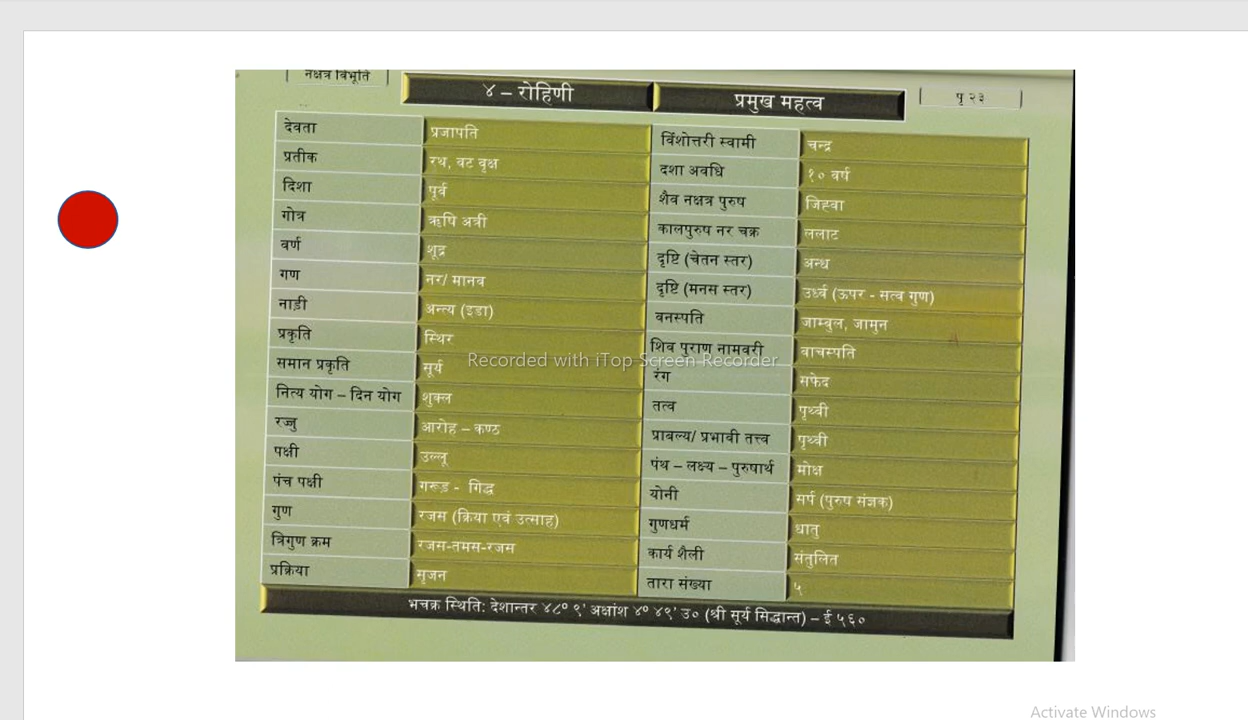 नक्षत्र विभूति
४ – रोहिणी
प्रमुख महत्व
पृ २३
देवता प्रजापति विंशोत्तरी स्वामी चन्द्र
प्रतीक रथ, वट वृक्ष दशा अवधि १० वर्ष
दिशा पूर्व शैव नक्षत्र पुरुष जिह्वा
गोत्र ऋषि अत्री कालपुरुष नर चक्र ललाट
वर्ण शूद्र दृष्टि (चेतन स्तर) अन्ध
गण नर/ मानव दृष्टि (मनस स्तर) उर्ध्व (ऊपर - सत्व गुण)
नाड़ी अन्त्य (इडा) वनस्पति जाम्बुल, जामुन
प्रकृति स्थिर शिव पुराण नामवरी वाचस्पति
समान प्रकृति सूर्य रंग सफेद
Recorded with iTop Screen Recorder
नित्य योग – दिन योग शुक्ल तत्व पृथ्वी
रज्जु आरोह – कण्ठ प्राबल्य/ प्रभावी तत्त्व पृथ्वी
पक्षी उल्लू पंथ – लक्ष्य – पुरुषार्थ मोक्ष
पंच पक्षी गरूड़ - गिद्ध योनी सर्प (पुरुष संज्ञक)
गुण रजस (क्रिया एवं उत्साह) गुणधर्म धातु
त्रिगुण क्रम रजस-तमस-रजस कार्य शैली संतुलित
प्रक्रिया सृजन तारा संख्या ५
भचक्र स्थिति: देशान्तर ४८° ९' अक्षांश ४° ४९' उ० (श्री सूर्य सिद्धान्त) – ई ५६०
Activate Windows